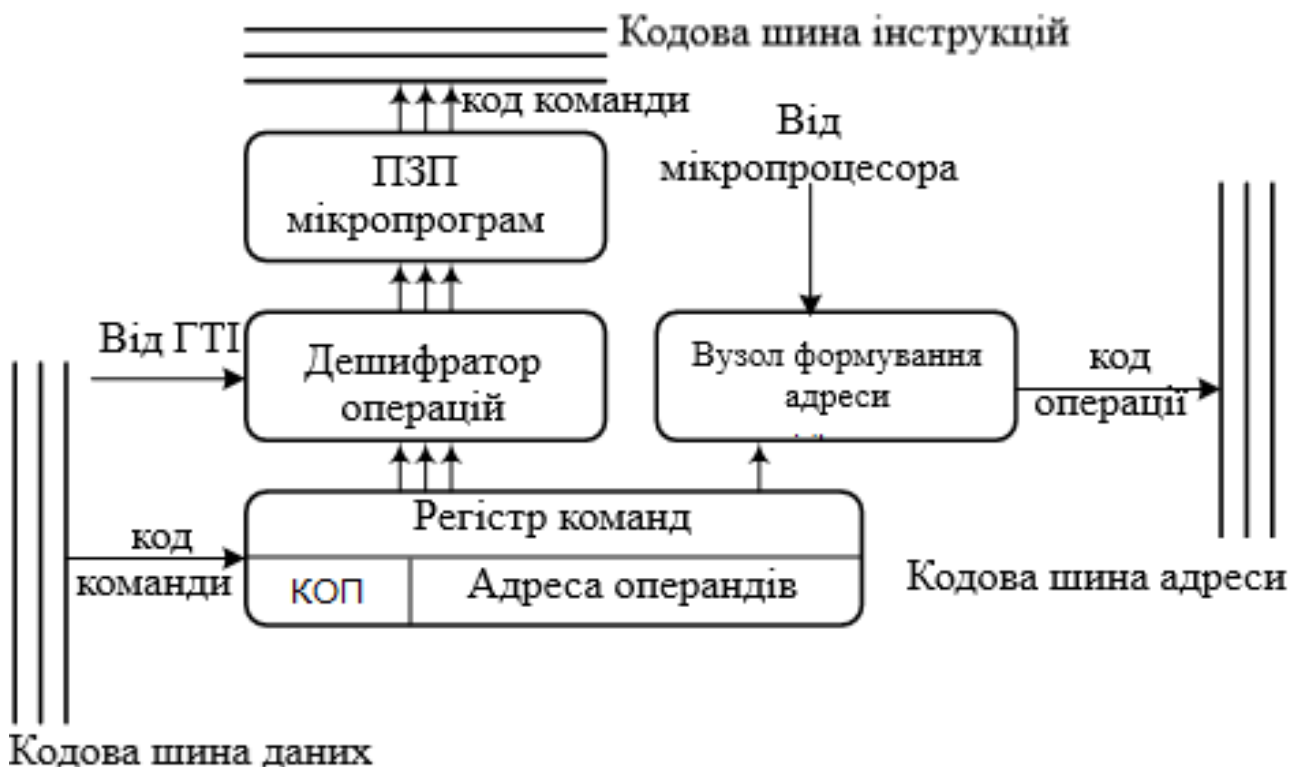 Кодова шина інструкцій
код команди
Від
мікропроцесора
ПЗП
мікропрограм
Від ГТІ
Дешифратор
операцій
Вузол формування
адреси
код
операції
Регістр команд
код
команди
КОП
Адреса операндів
Кодова шина адреси
Кодова шина даних